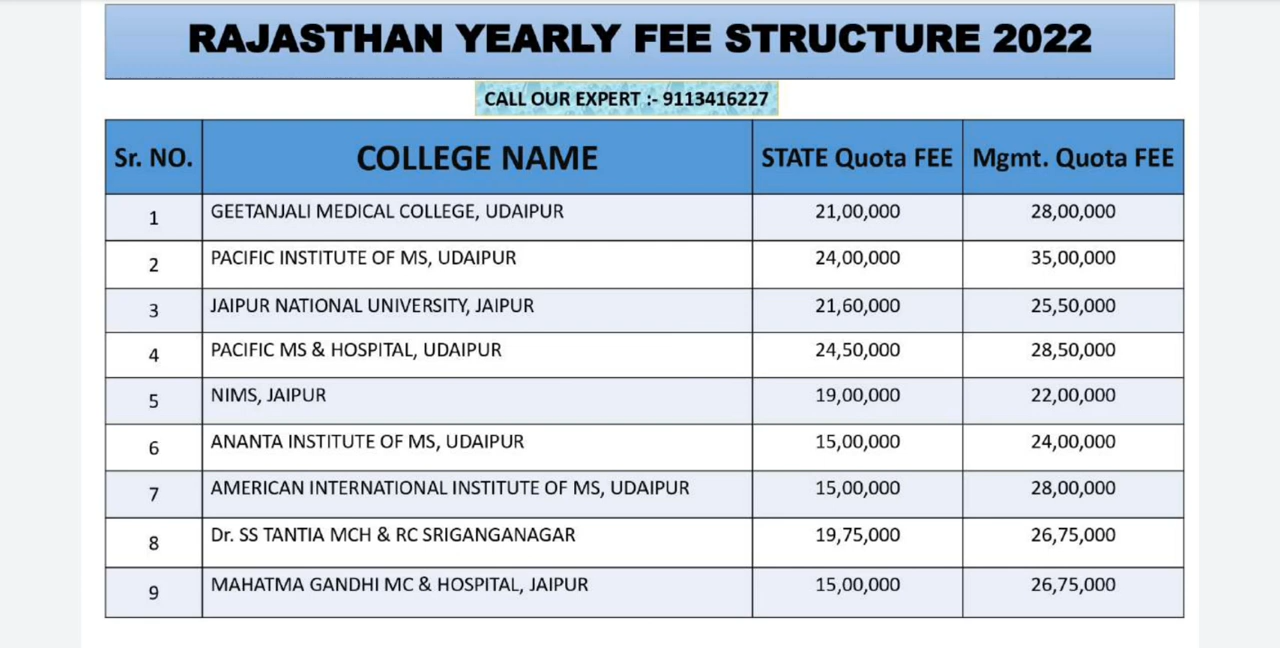 RAJASTHAN YEARLY FEE STRUCTURE 2022
CALL OUR EXPERT :- 9113416227
Sr. NO. COLLEGE NAME STATE Quota FEE Mgmt. Quota FEE
1 GEETANJALI MEDICAL COLLEGE, UDAIPUR 21,00,000 28,00,000
2 PACIFIC INSTITUTE OF MS, UDAIPUR 24,00,000 35,00,000
3 JAIPUR NATIONAL UNIVERSITY, JAIPUR 21,60,000 25,50,000
4 PACIFIC MS & HOSPITAL, UDAIPUR 24,50,000 28,50,000
5 NIMS, JAIPUR 19,00,000 22,00,000
6 ANANTA INSTITUTE OF MS, UDAIPUR 15,00,000 24,00,000
7 AMERICAN INTERNATIONAL INSTITUTE OF MS, UDAIPUR 15,00,000 28,00,000
8 Dr. SS TANTIA MCH & RC SRIGANGANAGAR 19,75,000 26,75,000
9 MAHATMA GANDHI MC & HOSPITAL, JAIPUR 15,00,000 26,75,000